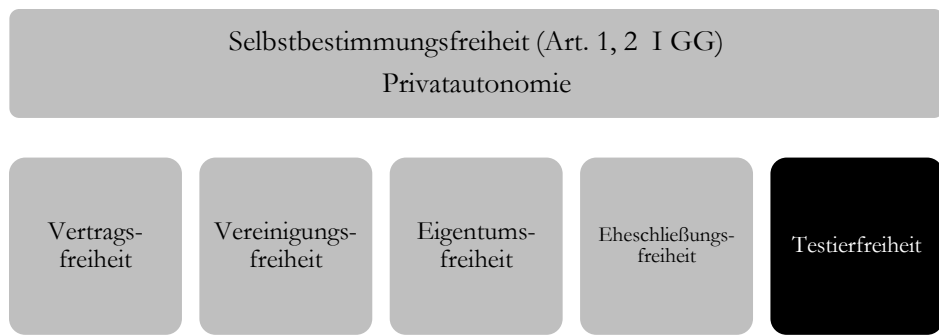 Selbstbestimmungsfreiheit (Art. 1, 2 I GG)
Privatautonomie
Vertrags-
freiheit
Vereinigungs-
freiheit
Eigentums-
freiheit
Eheschließungs-
freiheit
Testierfreiheit